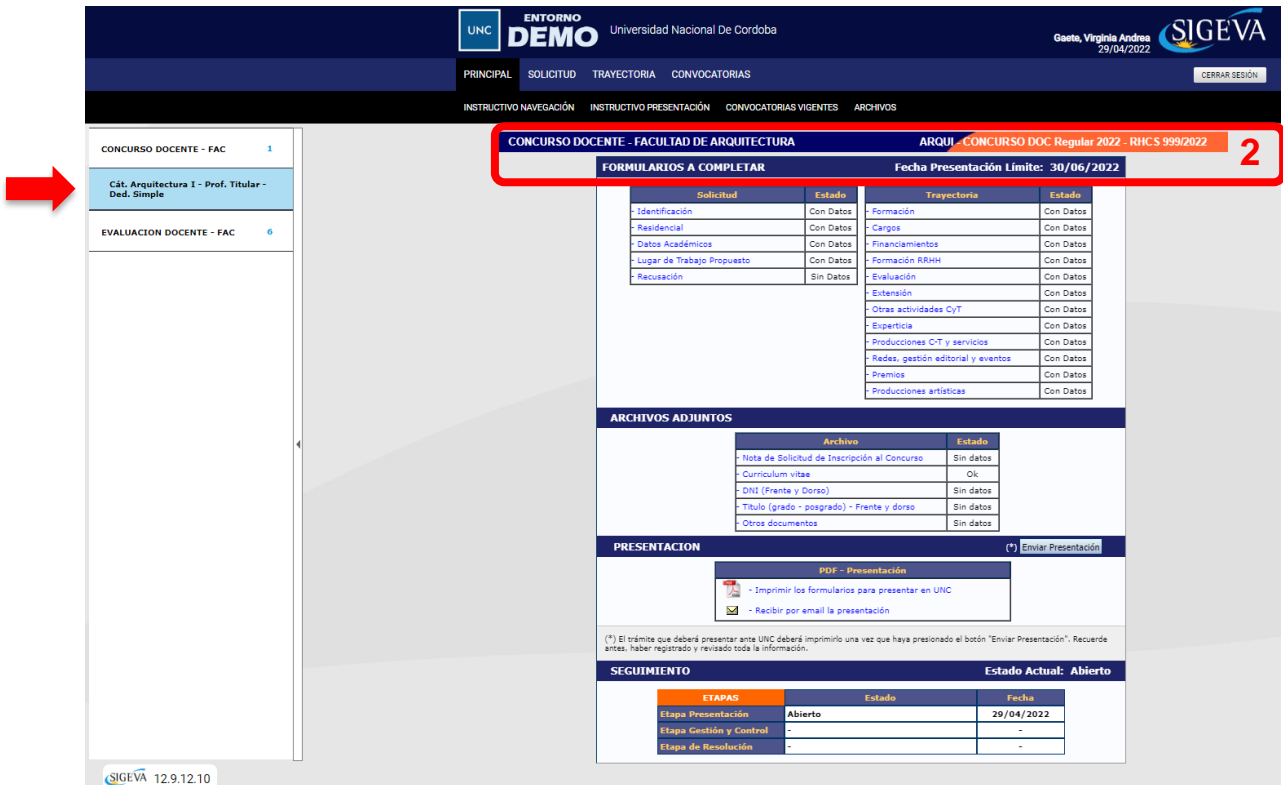 UNC
ENTORNO
DEMO
Universidad Nacional De Cordoba
Gaete, Virginia Andrea
29/04/2022
SIGEVA
PRINCIPAL SOLICITUD TRAYECTORIA CONVOCATORIAS
CERRAR SESIÓN
INSTRUCTIVO NAVEGACIÓN INSTRUCTIVO PRESENTACIÓN CONVOCATORIAS VIGENTES ARCHIVOS
CONCURSO DOCENTE - FAC 1
Cát. Arquitectura I - Prof. Titular -
Ded. Simple
EVALUACION DOCENTE - FAC 6
CONCURSO DOCENTE - FACULTAD DE ARQUITECTURA ARQUI - CONCURSO DOC Regular 2022 - RHCS 999/2022
2
FORMULARIOS A COMPLETAR Fecha Presentación Límite: 30/06/2022
Solicitud Estado
- Identificación Con Datos
- Residencial Con Datos
- Datos Académicos Con Datos
- Lugar de Trabajo Propuesto Con Datos
- Recusación Sin Datos
Trayectoria Estado
- Formación Con Datos
- Cargos Con Datos
- Financiamientos Con Datos
- Formación RRHH Con Datos
- Evaluación Con Datos
- Extensión Con Datos
- Otras actividades CyT Con Datos
- Experticia Con Datos
- Producciones C-T y servicios Con Datos
- Redes, gestión editorial y eventos Con Datos
- Premios Con Datos
- Producciones artísticas Con Datos
ARCHIVOS ADJUNTOS
Archivo Estado
- Nota de Solicitud de Inscripción al Concurso Sin datos
- Curriculum vitae Ok
- DNI (Frente y Dorso) Sin datos
- Titulo (grado - posgrado) - Frente y dorso Sin datos
- Otros documentos Sin datos
PRESENTACION (*) Enviar Presentación
PDF - Presentación
- Imprimir los formularios para presentar en UNC
- Recibir por email la presentación
(*) El trámite que deberá presentar ante UNC deberá imprimirlo una vez que haya presionado el botón "Enviar Presentación". Recuerde
antes, haber registrado y revisado toda la información.
SEGUIMIENTO Estado Actual: Abierto
ETAPAS Estado Fecha
Etapa Presentación Abierto 29/04/2022
Etapa Gestión y Control - -
Etapa de Resolución - -
SIGEVA 12.9.12.10